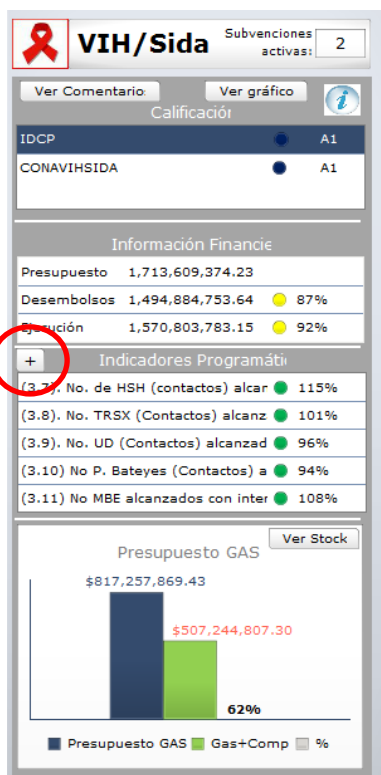 VIH/Sida Subvenciones activas: 2
Ver Comentario: Ver gráfico
Calificación
IDCP A1
CONAVIHSIDA A1
Información Financie
Presupuesto 1,713,609,374.23
Desembolsos 1,494,884,753.64 87%
Ejecución 1,570,803,783.15 92%
+ Indicadores Programáti
(3.7). No. de HSH (contactos) alcar 115%
(3.8). No. TRSX (Contactos) alcanz 101%
(3.9). No. UD (Contactos) alcanzad 96%
(3.10) No P. Bateyes (Contactos) a 94%
(3.11) No MBE alcanzados con inter 108%
Ver Stock
Presupuesto GAS
$817,257,869.43
$507,244,807.30
62%
Presupuesto GAS Gas+Comp %